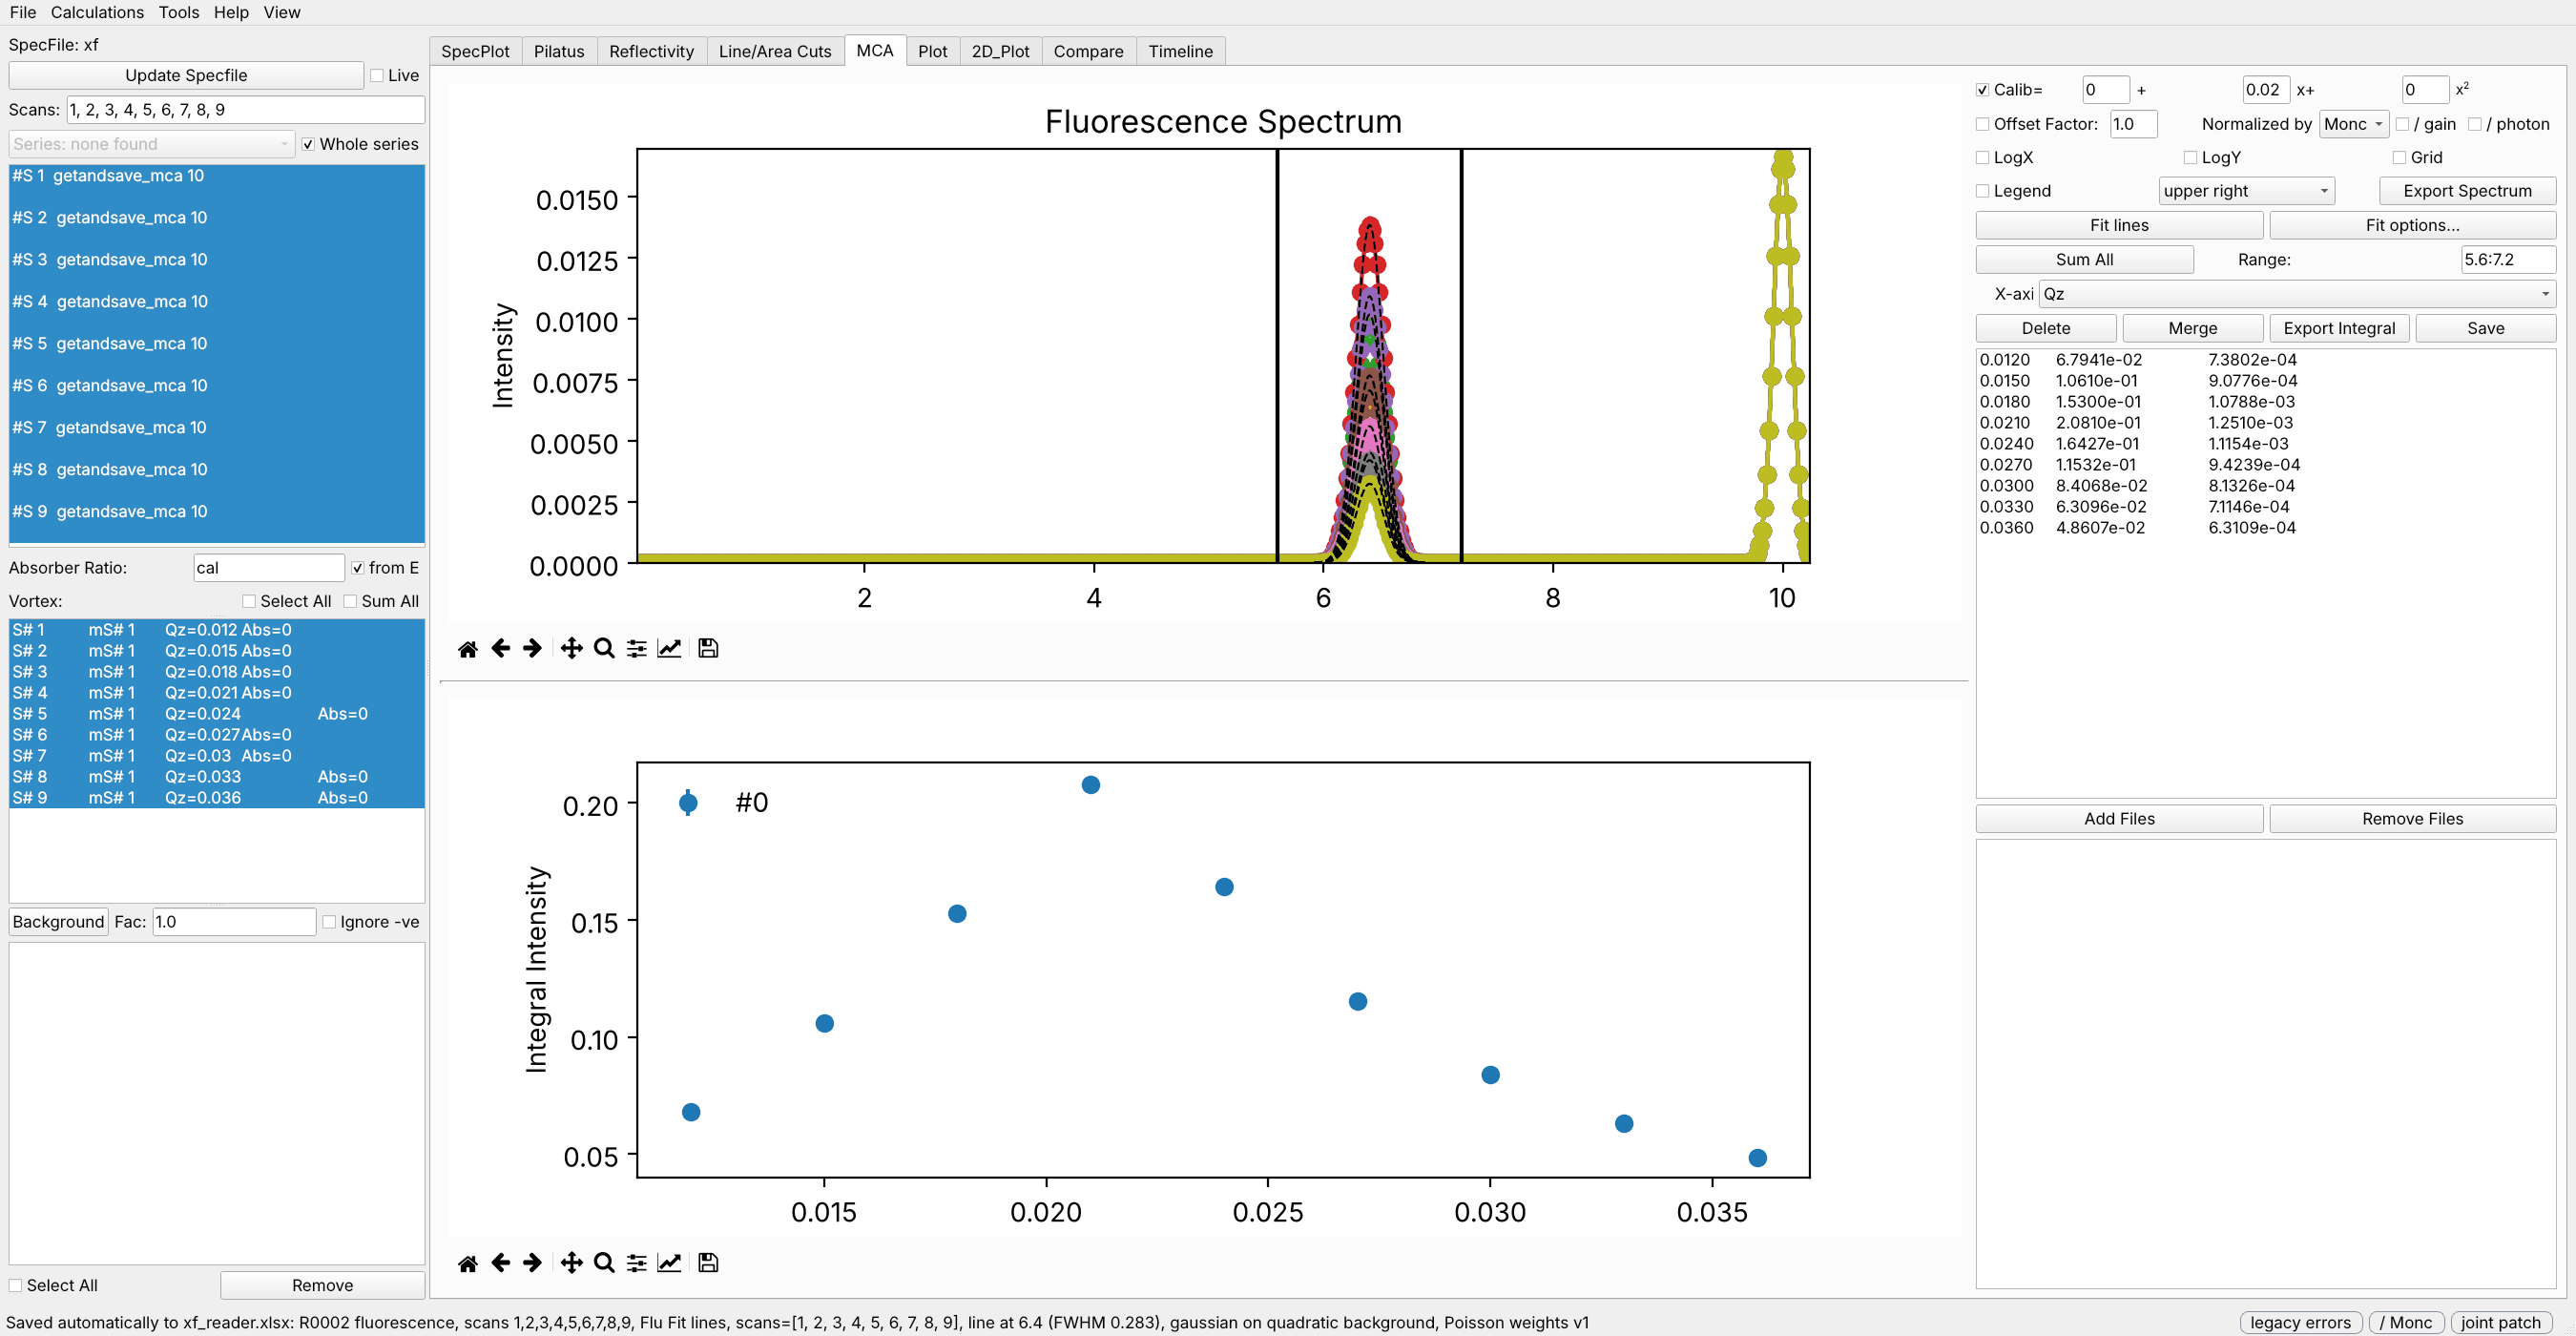 File Calculations Tools Help View
SpecFile: xf
Update Specfile Live
Scans: 1, 2, 3, 4, 5, 6, 7, 8, 9
Series: none found Whole series
#S 1 getandsave_mca 10
#S 2 getandsave_mca 10
#S 3 getandsave_mca 10
#S 4 getandsave_mca 10
#S 5 getandsave_mca 10
#S 6 getandsave_mca 10
#S 7 getandsave_mca 10
#S 8 getandsave_mca 10
#S 9 getandsave_mca 10
Absorber Ratio: cal from E
Vortex: Select All Sum All
S# 1 mS# 1 Qz=0.012 Abs=0
S# 2 mS# 1 Qz=0.015 Abs=0
S# 3 mS# 1 Qz=0.018 Abs=0
S# 4 mS# 1 Qz=0.021 Abs=0
S# 5 mS# 1 Qz=0.024 Abs=0
S# 6 mS# 1 Qz=0.027 Abs=0
S# 7 mS# 1 Qz=0.03 Abs=0
S# 8 mS# 1 Qz=0.033 Abs=0
S# 9 mS# 1 Qz=0.036 Abs=0
Background Fac: 1.0 Ignore -ve
Select All Remove
SpecPlot Pilatus Reflectivity Line/Area Cuts MCA Plot 2D_Plot Compare Timeline
Fluorescence Spectrum
Intensity
0.0150
0.0125
0.0100
0.0075
0.0050
0.0025
0.0000
2 4 6 8 10
#0
Integral Intensity
0.20
0.15
0.10
0.05
0.015 0.020 0.025 0.030 0.035
Calib= 0 + 0.02 x+ 0 x²
Offset Factor: 1.0 Normalized by Monc / gain / photon
LogX LogY Grid
Legend upper right Export Spectrum
Fit lines Fit options...
Sum All Range: 5.6:7.2
X-axi Qz
Delete Merge Export Integral Save
0.0120 6.7941e-02 7.3802e-04
0.0150 1.0610e-01 9.0776e-04
0.0180 1.5300e-01 1.0788e-03
0.0210 2.0810e-01 1.2510e-03
0.0240 1.6427e-01 1.1154e-03
0.0270 1.1532e-01 9.4239e-04
0.0300 8.4068e-02 8.1326e-04
0.0330 6.3096e-02 7.1146e-04
0.0360 4.8607e-02 6.3109e-04
Add Files Remove Files
Saved automatically to xf_reader.xlsx: R0002 fluorescence, scans 1,2,3,4,5,6,7,8,9, Flu Fit lines, scans=[1, 2, 3, 4, 5, 6, 7, 8, 9], line at 6.4 (FWHM 0.283), gaussian on quadratic background, Poisson weights v1
legacy errors / Monc joint patch